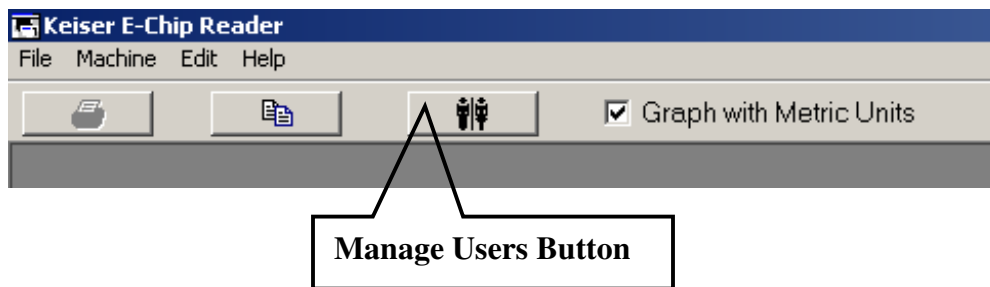 Keiser E-Chip Reader
File Machine Edit Help
Graph with Metric Units
Manage Users Button